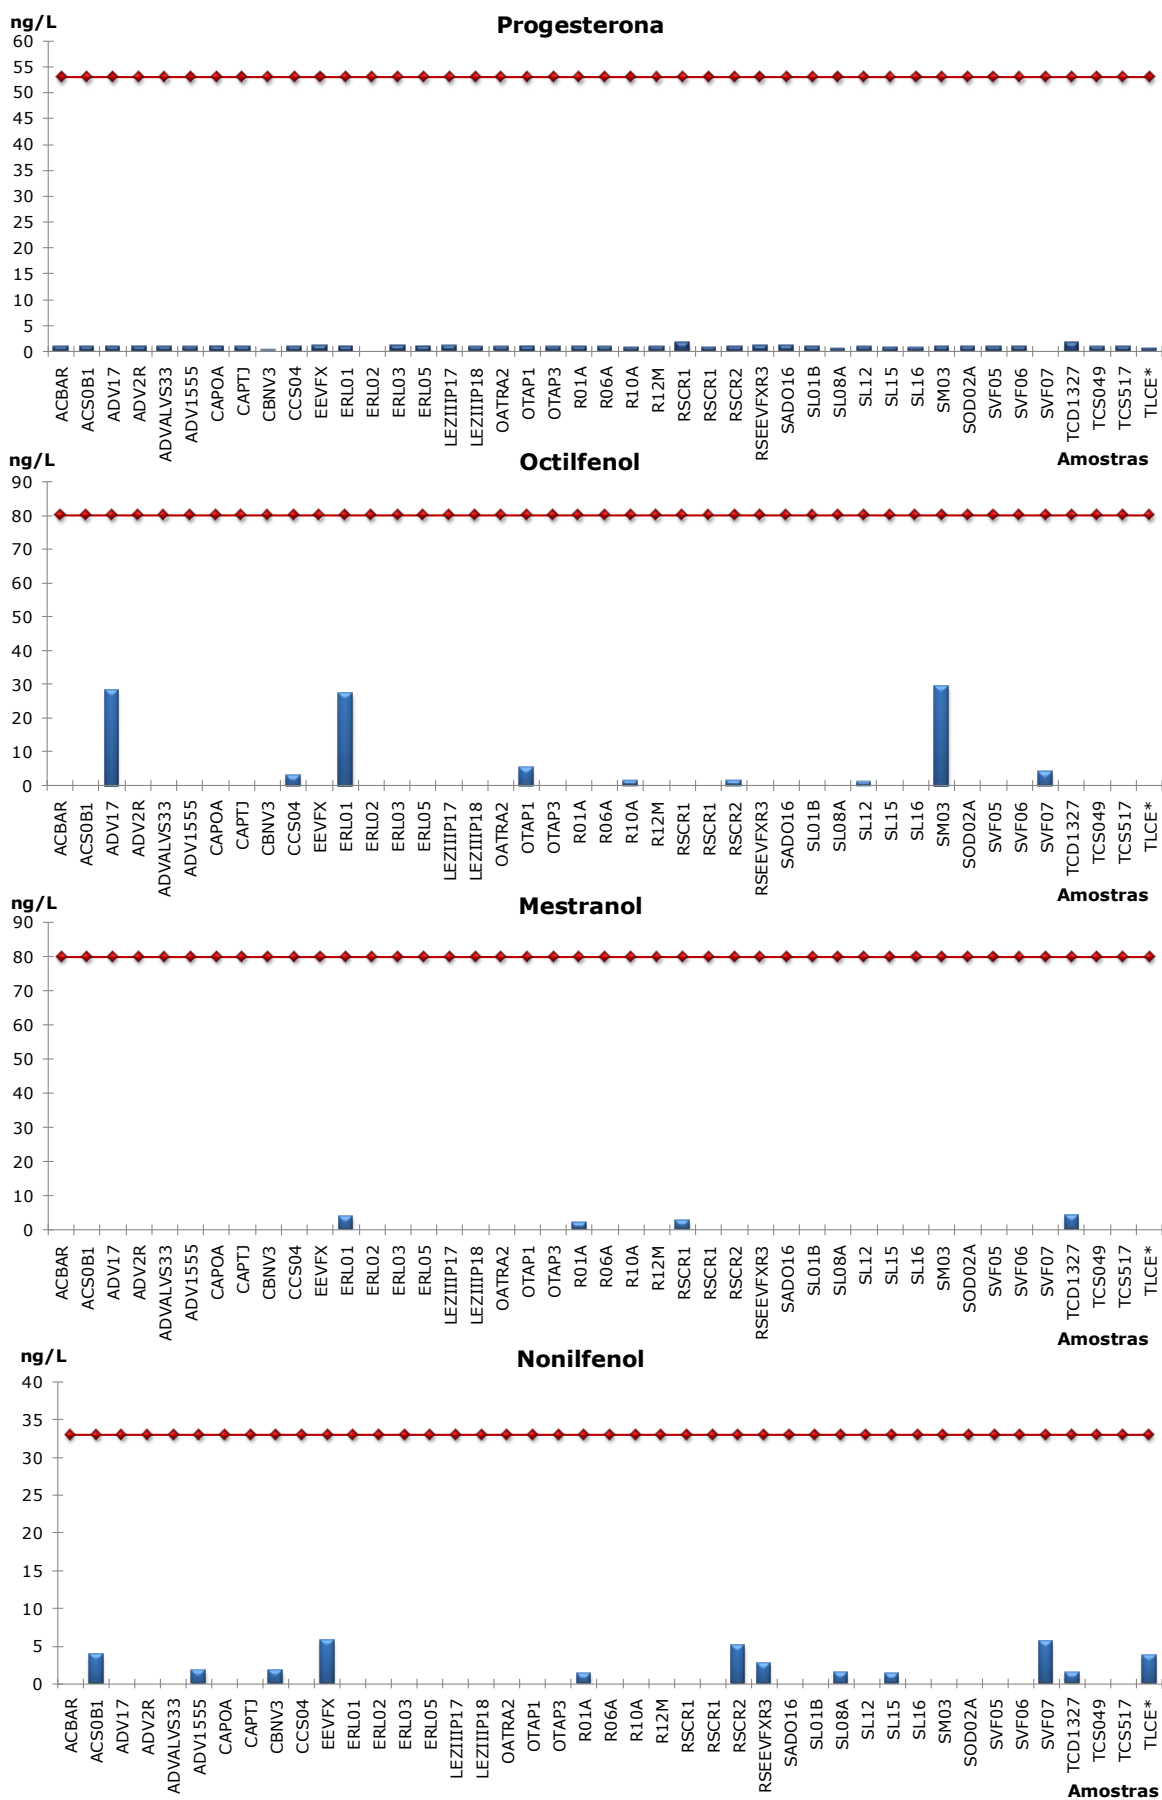 ng/L
Progesterona
60
55
50
45
40
35
30
25
20
15
10
5
0
ACBAR ACS0B1 ADV17 ADV2R ADVALVS33 ADV1555 CAPOA CAPTJ CBNV3 CCS04 EEVFX ERL01 ERL02 ERL03 ERL05 LEZIIIP17 LEZIIIP18 OATRA2 OTAP1 OTAP3 R01A R06A R10A R12M RSCR1 RSCR1 RSCR2 RSEEVFXR3 SADO16 SL01B SL08A SL12 SL15 SL16 SM03 SOD02A SVF05 SVF06 SVF07 TCD1327 TCS049 TCS517 TLCE*
Amostras
ng/L
Octilfenol
90
80
70
60
50
40
30
20
10
0
ACBAR ACS0B1 ADV17 ADV2R ADVALVS33 ADV1555 CAPOA CAPTJ CBNV3 CCS04 EEVFX ERL01 ERL02 ERL03 ERL05 LEZIIIP17 LEZIIIP18 OATRA2 OTAP1 OTAP3 R01A R06A R10A R12M RSCR1 RSCR1 RSCR2 RSEEVFXR3 SADO16 SL01B SL08A SL12 SL15 SL16 SM03 SOD02A SVF05 SVF06 SVF07 TCD1327 TCS049 TCS517 TLCE*
Amostras
ng/L
Mestranol
90
80
70
60
50
40
30
20
10
0
ACBAR ACS0B1 ADV17 ADV2R ADVALVS33 ADV1555 CAPOA CAPTJ CBNV3 CCS04 EEVFX ERL01 ERL02 ERL03 ERL05 LEZIIIP17 LEZIIIP18 OATRA2 OTAP1 OTAP3 R01A R06A R10A R12M RSCR1 RSCR1 RSCR2 RSEEVFXR3 SADO16 SL01B SL08A SL12 SL15 SL16 SM03 SOD02A SVF05 SVF06 SVF07 TCD1327 TCS049 TCS517 TLCE*
Amostras
ng/L
Nonilfenol
40
35
30
25
20
15
10
5
0
ACBAR ACS0B1 ADV17 ADV2R ADVALVS33 ADV1555 CAPOA CAPTJ CBNV3 CCS04 EEVFX ERL01 ERL02 ERL03 ERL05 LEZIIIP17 LEZIIIP18 OATRA2 OTAP1 OTAP3 R01A R06A R10A R12M RSCR1 RSCR1 RSCR2 RSEEVFXR3 SADO16 SL01B SL08A SL12 SL15 SL16 SM03 SOD02A SVF05 SVF06 SVF07 TCD1327 TCS049 TCS517 TLCE*
Amostras